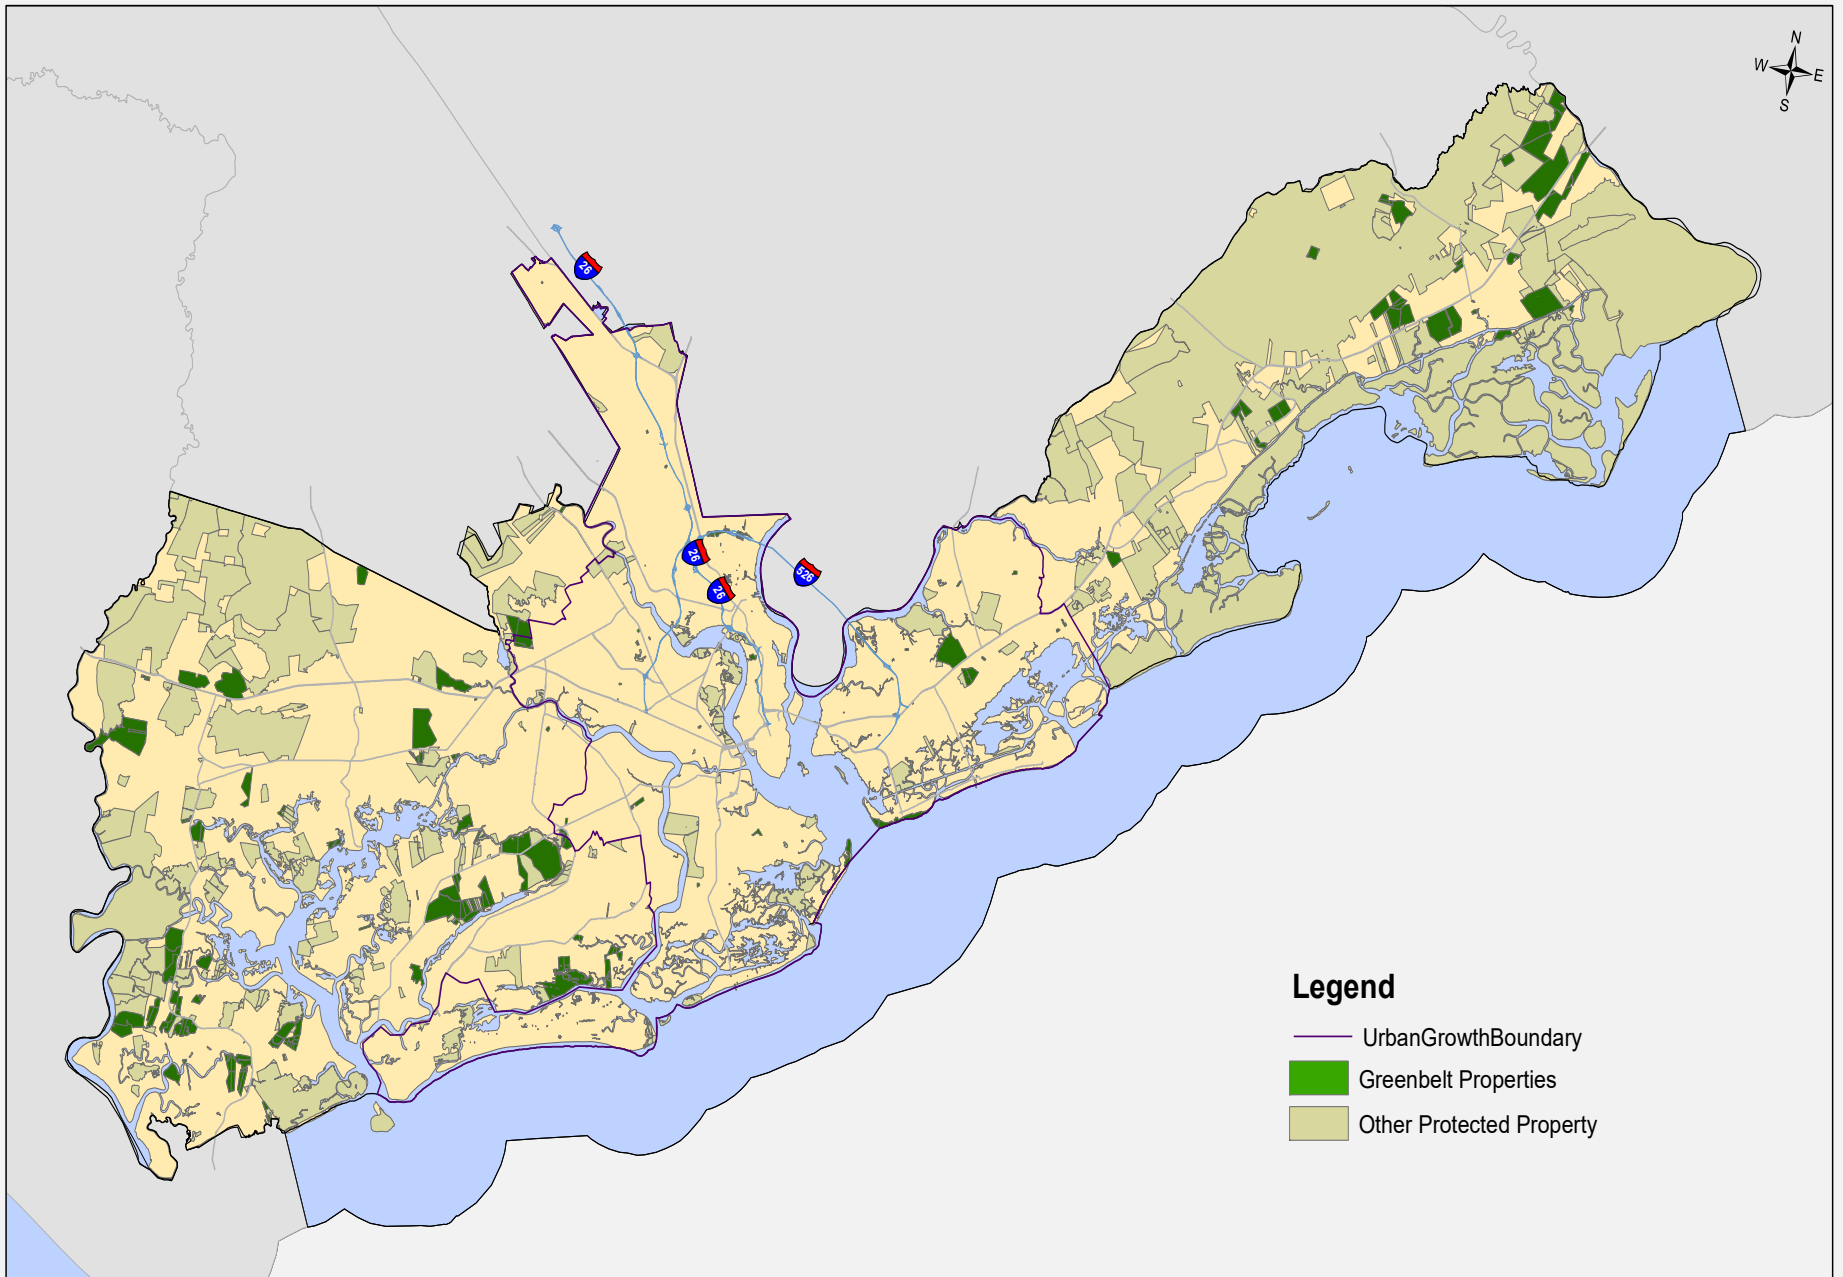 N
W E
S
26
26
526
26
Legend
UrbanGrowthBoundary
Greenbelt Properties
Other Protected Property